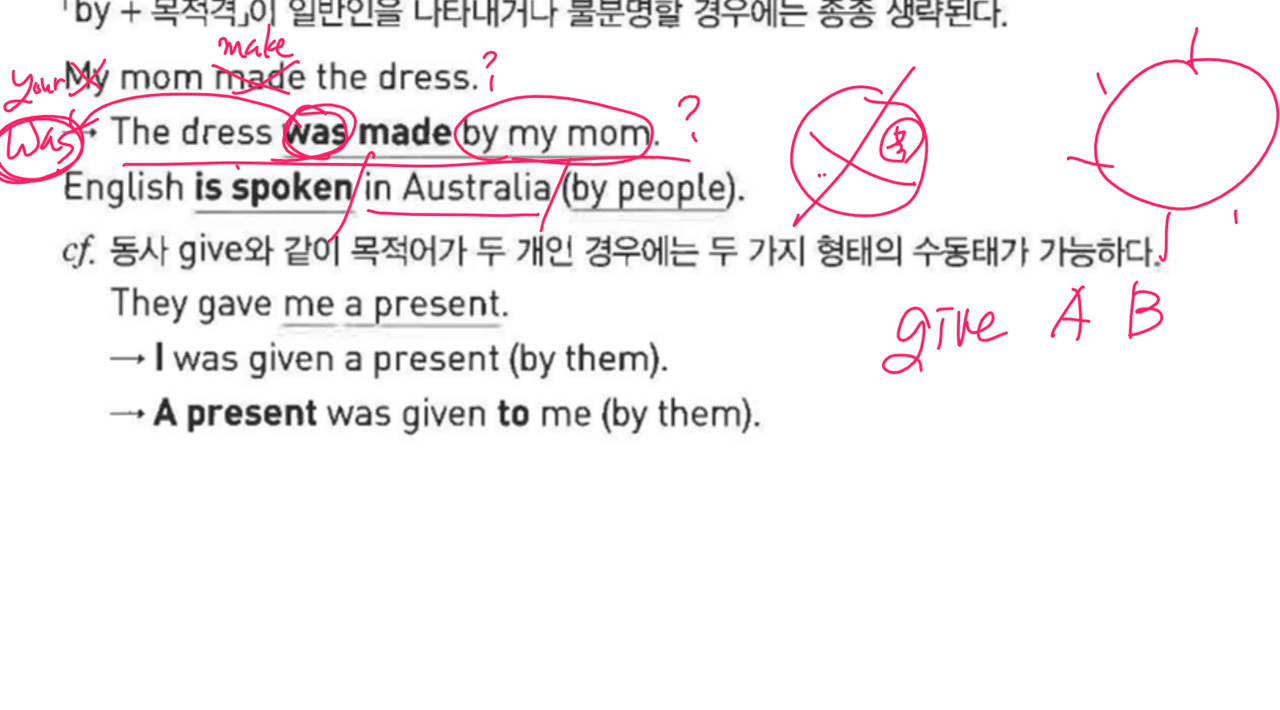 「by + 목적격」이 일반인을 나타내거나 불분명할 경우에는 종종 생략된다.
make
your My mom made the dress. ?
Was → The dress was made by my mom. ?
English is spoken in Australia (by people).
cf. 동사 give와 같이 목적어가 두 개인 경우에는 두 가지 형태의 수동태가 가능하다.
They gave me a present.
give A B
→ I was given a present (by them).
→ A present was given to me (by them).